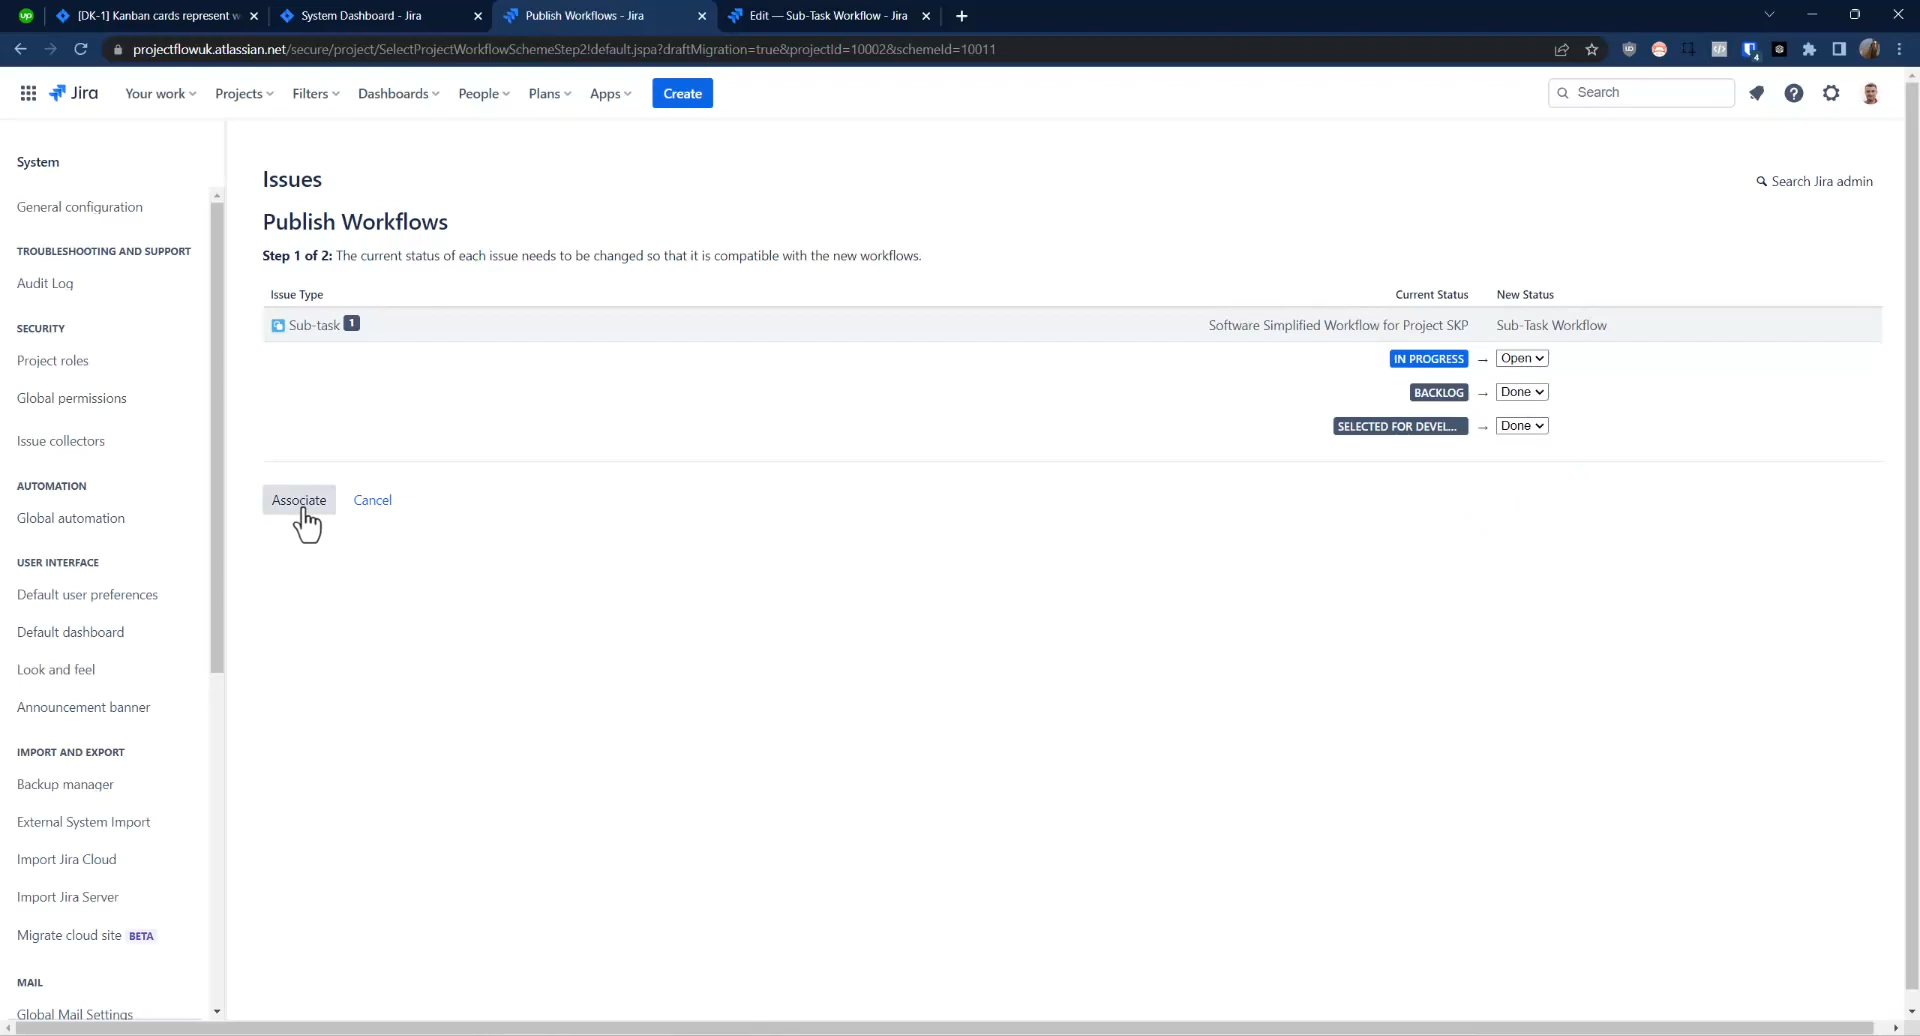 [DK-1] Kanban cards represent w
System Dashboard - Jira
Publish Workflows - Jira
Edit — Sub-Task Workflow - Jira
projectflowuk.atlassian.net/secure/project/SelectProjectWorkflowSchemeStep2!default.jspa?draftMigration=true&projectId=10002&schemeId=10011
4
Jira
Your work
Projects
Filters
Dashboards
People
Plans
Apps
Create
Search
System
General configuration
TROUBLESHOOTING AND SUPPORT
Audit Log
SECURITY
Project roles
Global permissions
Issue collectors
AUTOMATION
Global automation
USER INTERFACE
Default user preferences
Default dashboard
Look and feel
Announcement banner
IMPORT AND EXPORT
Backup manager
External System Import
Import Jira Cloud
Import Jira Server
Migrate cloud site BETA
MAIL
Global Mail Settings
Issues
Search Jira admin
Publish Workflows
Step 1 of 2: The current status of each issue needs to be changed so that it is compatible with the new workflows.
Issue Type Current Status New Status
Sub-task 1 Software Simplified Workflow for Project SKP Sub-Task Workflow
IN PROGRESS → Open
BACKLOG → Done
SELECTED FOR DEVEL... → Done
Associate Cancel